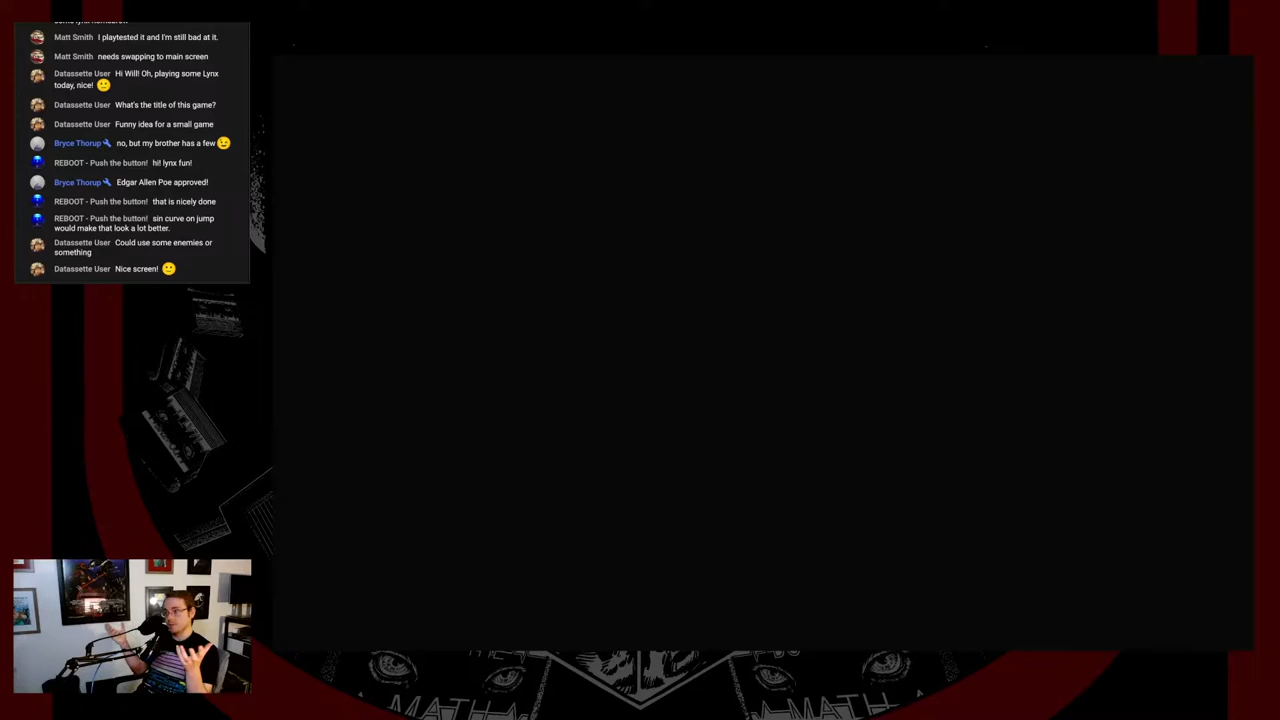 Matt Smith I playtested it and I'm still bad at it.
Matt Smith needs swapping to main screen
Datassette User Hi Will! Oh, playing some Lynx
today, nice!
Datassette User What's the title of this game?
Datassette User Funny idea for a small game
Bryce Thorup no, but my brother has a few
REBOOT - Push the button! hi! lynx fun!
Bryce Thorup Edgar Allen Poe approved!
REBOOT - Push the button! that is nicely done
REBOOT - Push the button! sin curve on jump
would make that look a lot better.
Datassette User Could use some enemies or
something
Datassette User Nice screen!